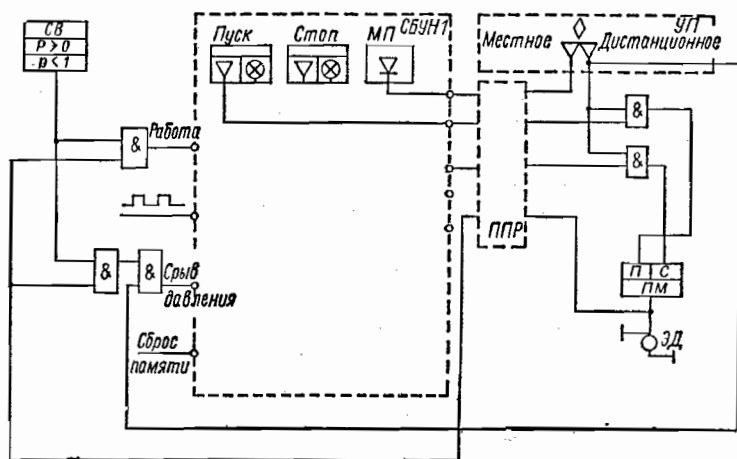 СВ
P>0
p<1
Пуск
Стоп
МП
СБУН1
УП
Местное
Дистанционное
&
Работа
&
&
ППР
&
&
Срыв
давления
П
С
ПМ
Сброс
памяти
ЭД